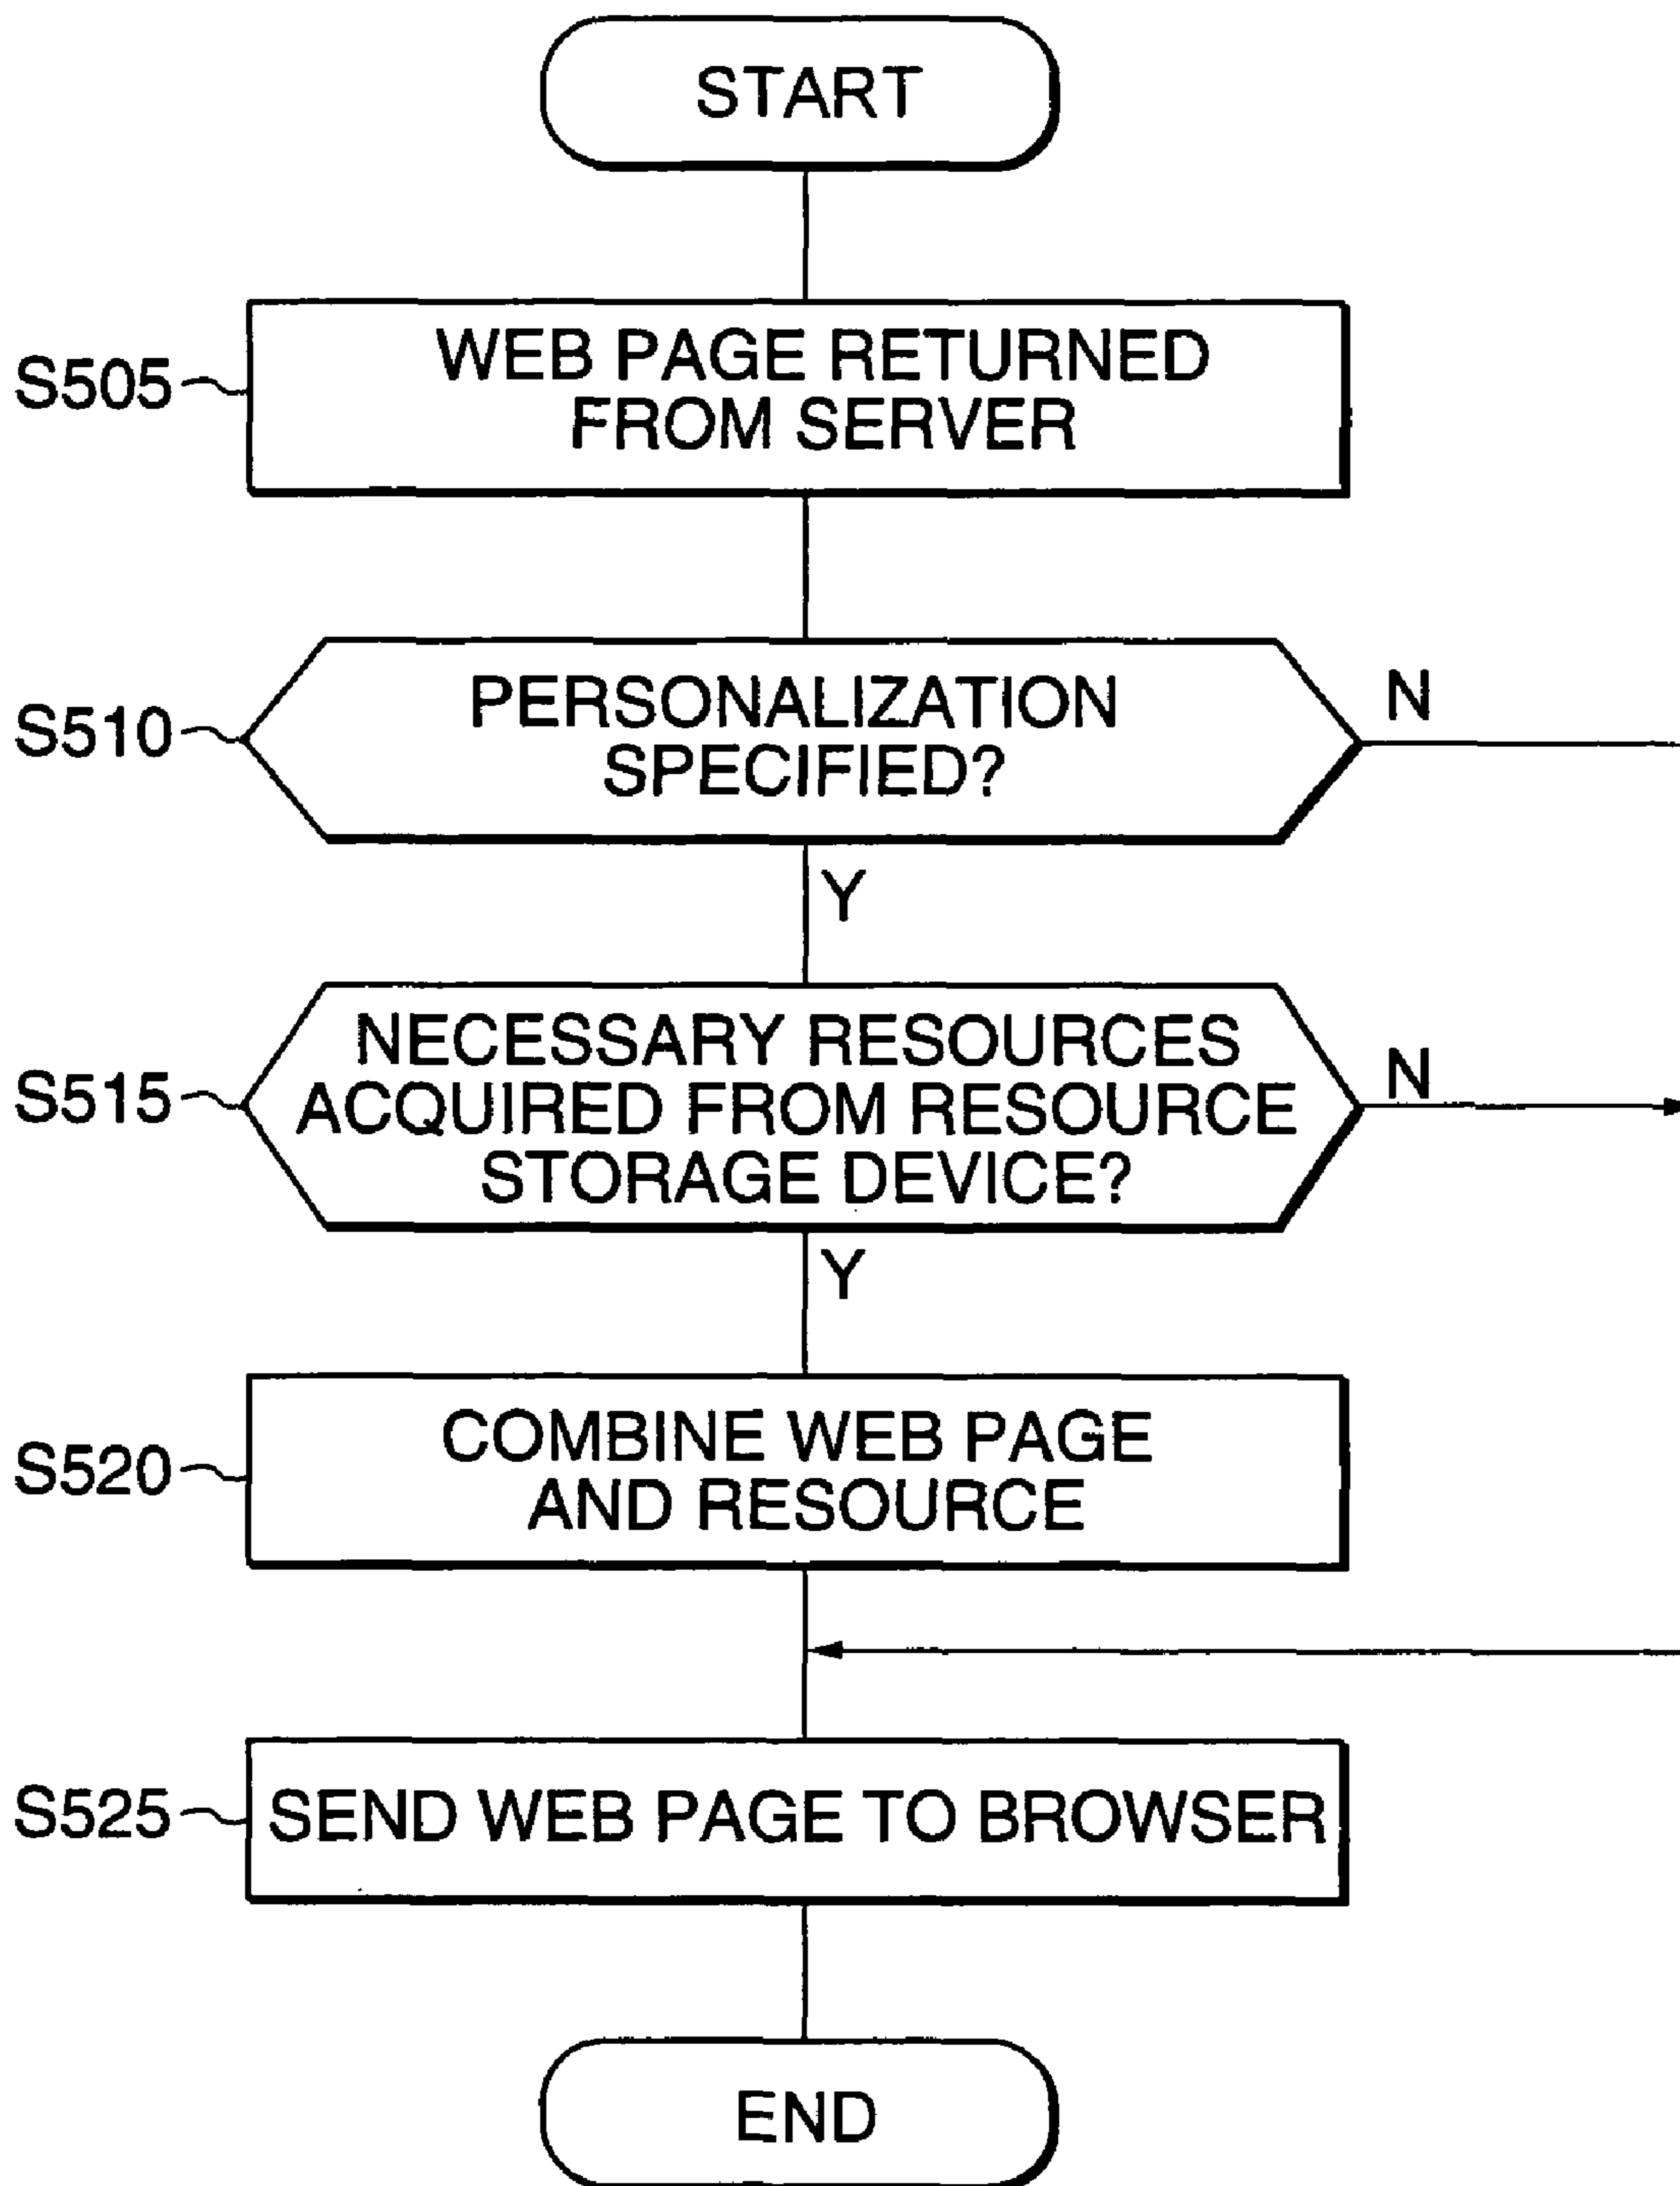 START
S505
WEB PAGE RETURNED
FROM SERVER
S510
PERSONALIZATION
SPECIFIED?
N
Y
S515
NECESSARY RESOURCES
ACQUIRED FROM RESOURCE
STORAGE DEVICE?
N
Y
S520
COMBINE WEB PAGE
AND RESOURCE
S525
SEND WEB PAGE TO BROWSER
END